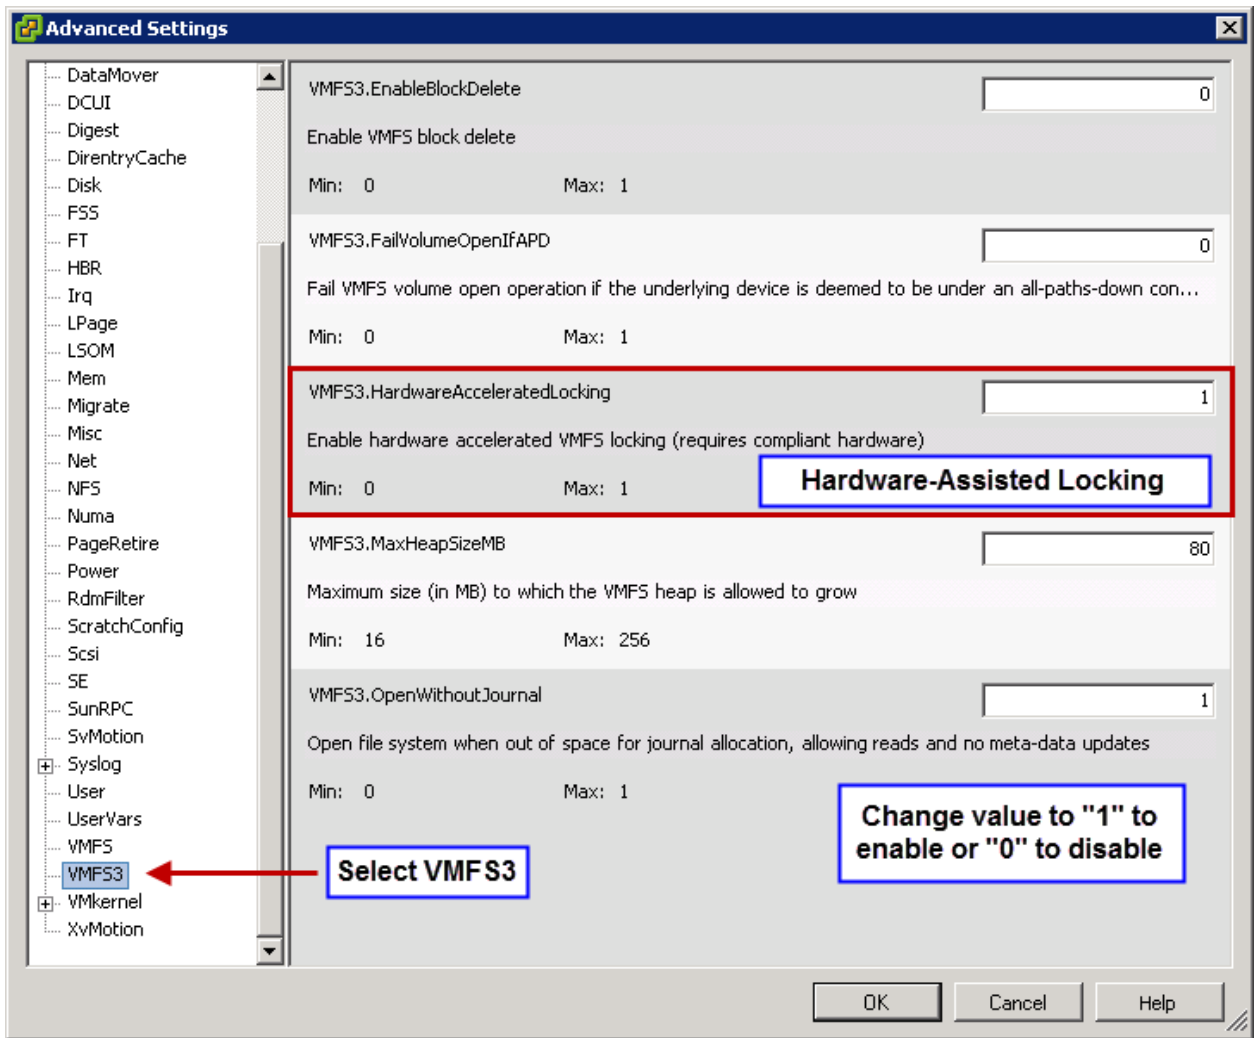 Advanced Settings
DataMover
DCUI
Digest
DirentryCache
Disk
FSS
FT
HBR
Irq
LPage
LSOM
Mem
Migrate
Misc
Net
NFS
Numa
PageRetire
Power
RdmFilter
ScratchConfig
Scsi
SE
SunRPC
SvMotion
Syslog
User
UserVars
VMFS
VMFS3
VMkernel
XvMotion
VMFS3.EnableBlockDelete 0
Enable VMFS block delete
Min: 0 Max: 1
VMFS3.FailVolumeOpenIfAPD 0
Fail VMFS volume open operation if the underlying device is deemed to be under an all-paths-down con...
Min: 0 Max: 1
VMFS3.HardwareAcceleratedLocking 1
Enable hardware accelerated VMFS locking (requires compliant hardware)
Min: 0 Max: 1
Hardware-Assisted Locking
VMFS3.MaxHeapSizeMB 80
Maximum size (in MB) to which the VMFS heap is allowed to grow
Min: 16 Max: 256
VMFS3.OpenWithoutJournal 1
Open file system when out of space for journal allocation, allowing reads and no meta-data updates
Min: 0 Max: 1
Change value to "1" to
enable or "0" to disable
Select VMFS3
OK Cancel Help